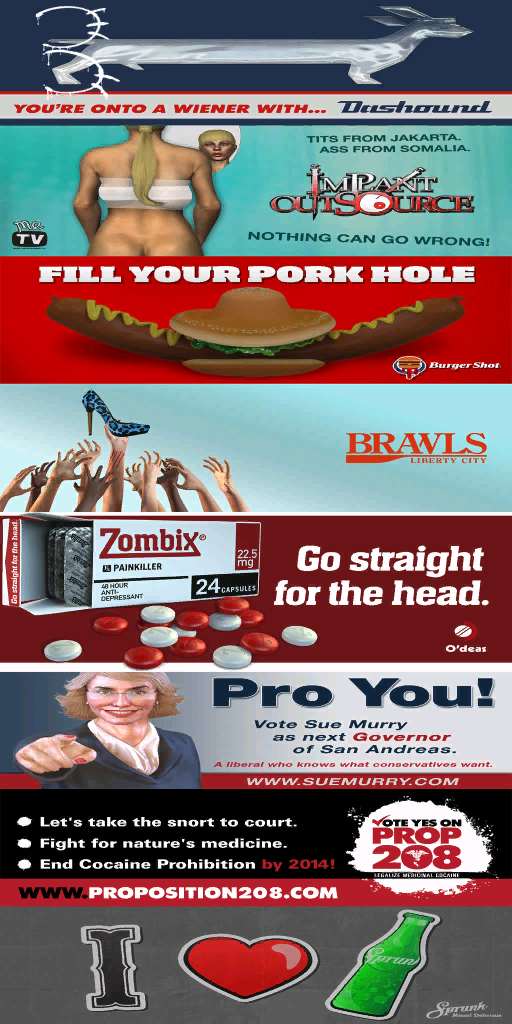 YOU'RE ONTO A WIENER WITH... Dashound
TITS FROM JAKARTA.
ASS FROM SOMALIA.
IMPLANT
OUTSOURCE
NOTHING CAN GO WRONG!
me
TV
FILL YOUR PORK HOLE
Burger Shot
BRAVLS
LIBERTY CITY
Go straight for the head.
Zombix®
PAINKILLER
48 HOUR
ANTI-
DEPRESSANT
22.5
mg
24 CAPSULES
Go straight
for the head.
O'deas
Pro You!
Vote Sue Murry
as next Governor
of San Andreas.
A liberal who knows what conservatives want.
WWW.SUEMURRY.COM
Let's take the snort to court.
Fight for nature's medicine.
End Cocaine Prohibition by 2014!
VOTE YES ON
PROP
208
LEGALIZE MEDICINAL COCAINE
WWW.PROPOSITION208.COM
I
Sprunk
Sprunk